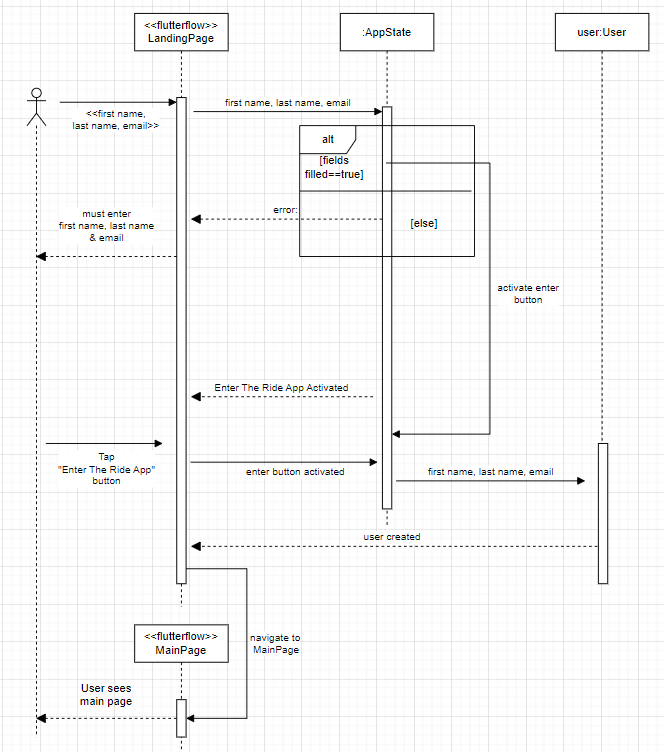 <<flutterflow>>
LandingPage
:AppState
user:User
<<first name,
last name, email>>
first name, last name, email
alt
[fields
filled==true]
must enter
first name, last name
& email
error:
[else]
activate enter
button
Enter The Ride App Activated
Tap
"Enter The Ride App"
button
enter button activated
first name, last name, email
user created
<<flutterflow>>
MainPage
navigate to
MainPage
User sees
main page